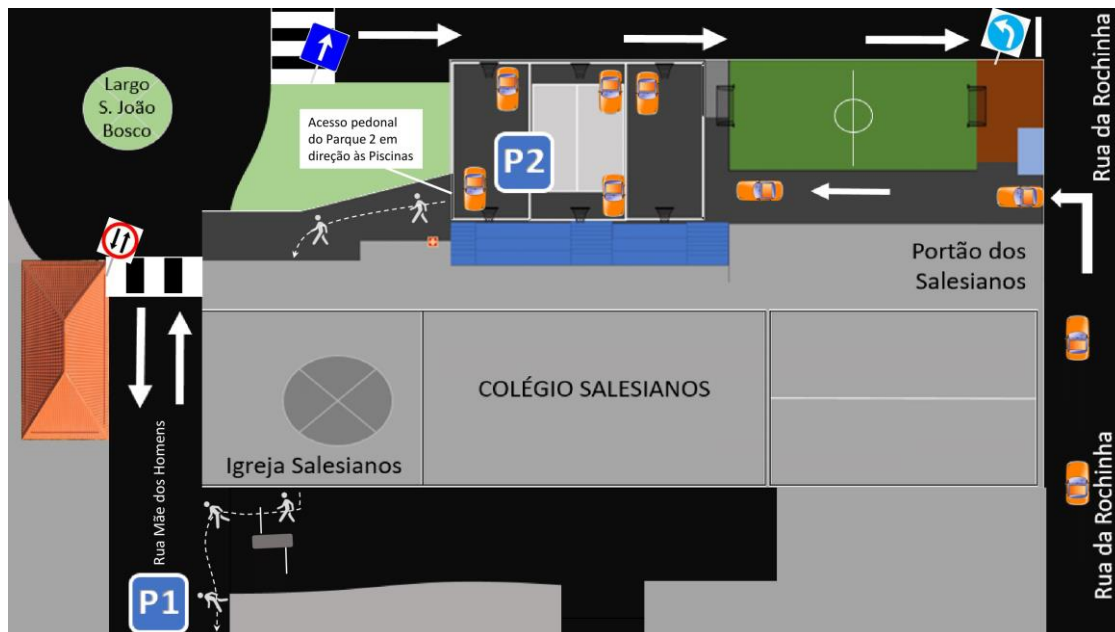 Largo
S. João
Bosco
Acesso pedonal
do Parque 2 em
direção às Piscinas
P2
Rua da Rochinha
Portão dos
Salesianos
COLÉGIO SALESIANOS
Igreja Salesianos
Rua Mãe dos Homens
P1
Rua da Rochinha